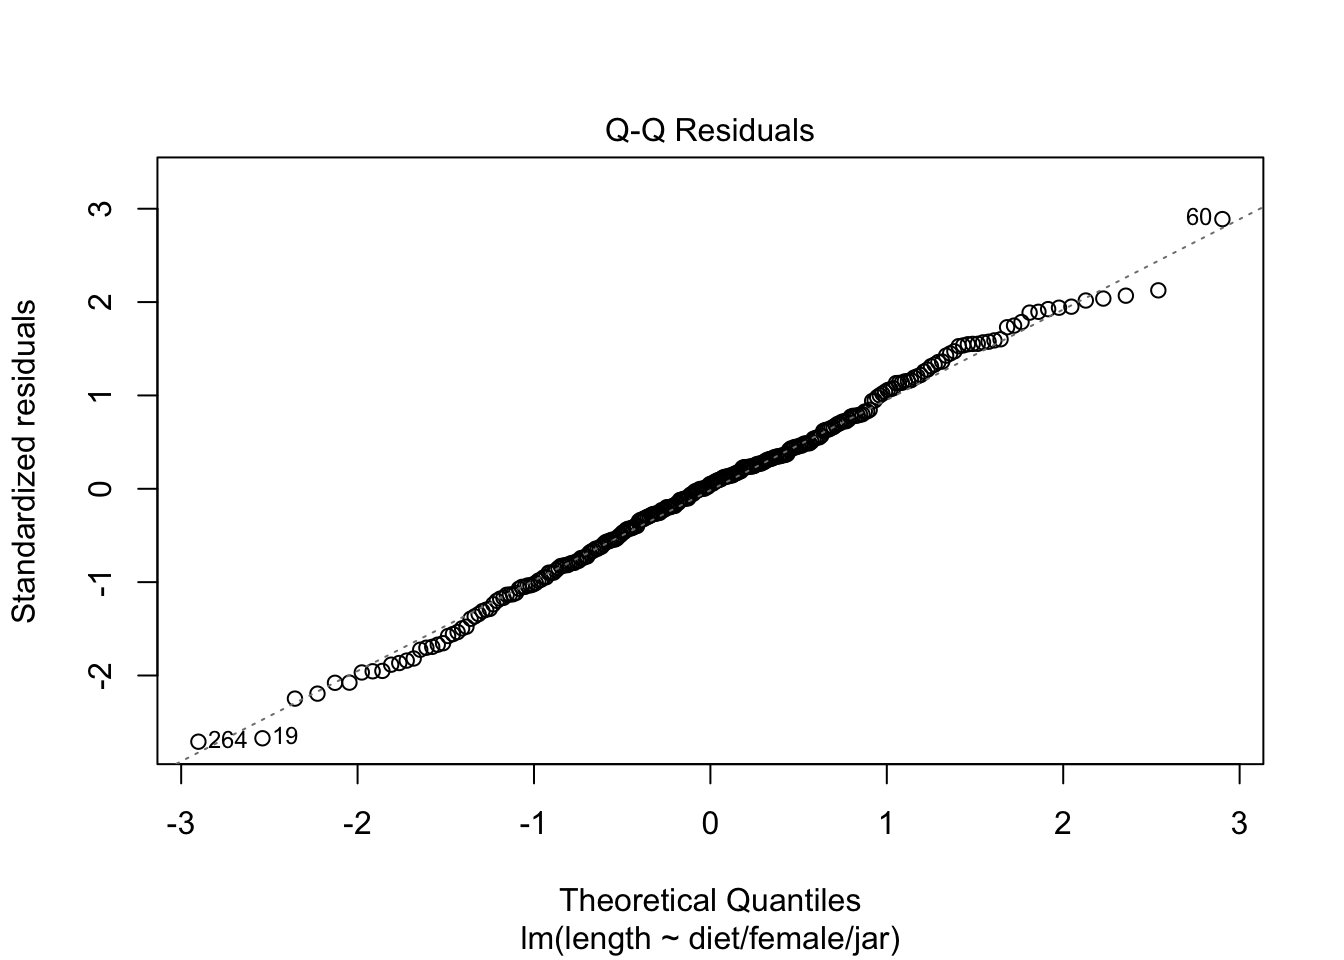 Q-Q Residuals
Standardized residuals
3
2
1
0
-1
-2
60
264
19
-3 -2 -1 0 1 2 3
Theoretical Quantiles
lm(length ~ diet/female/jar)